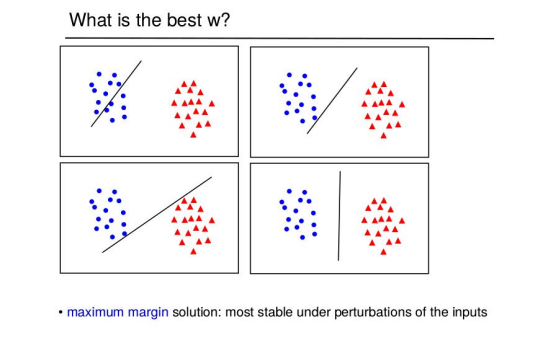 What is the best w?
• maximum margin solution: most stable under perturbations of the inputs